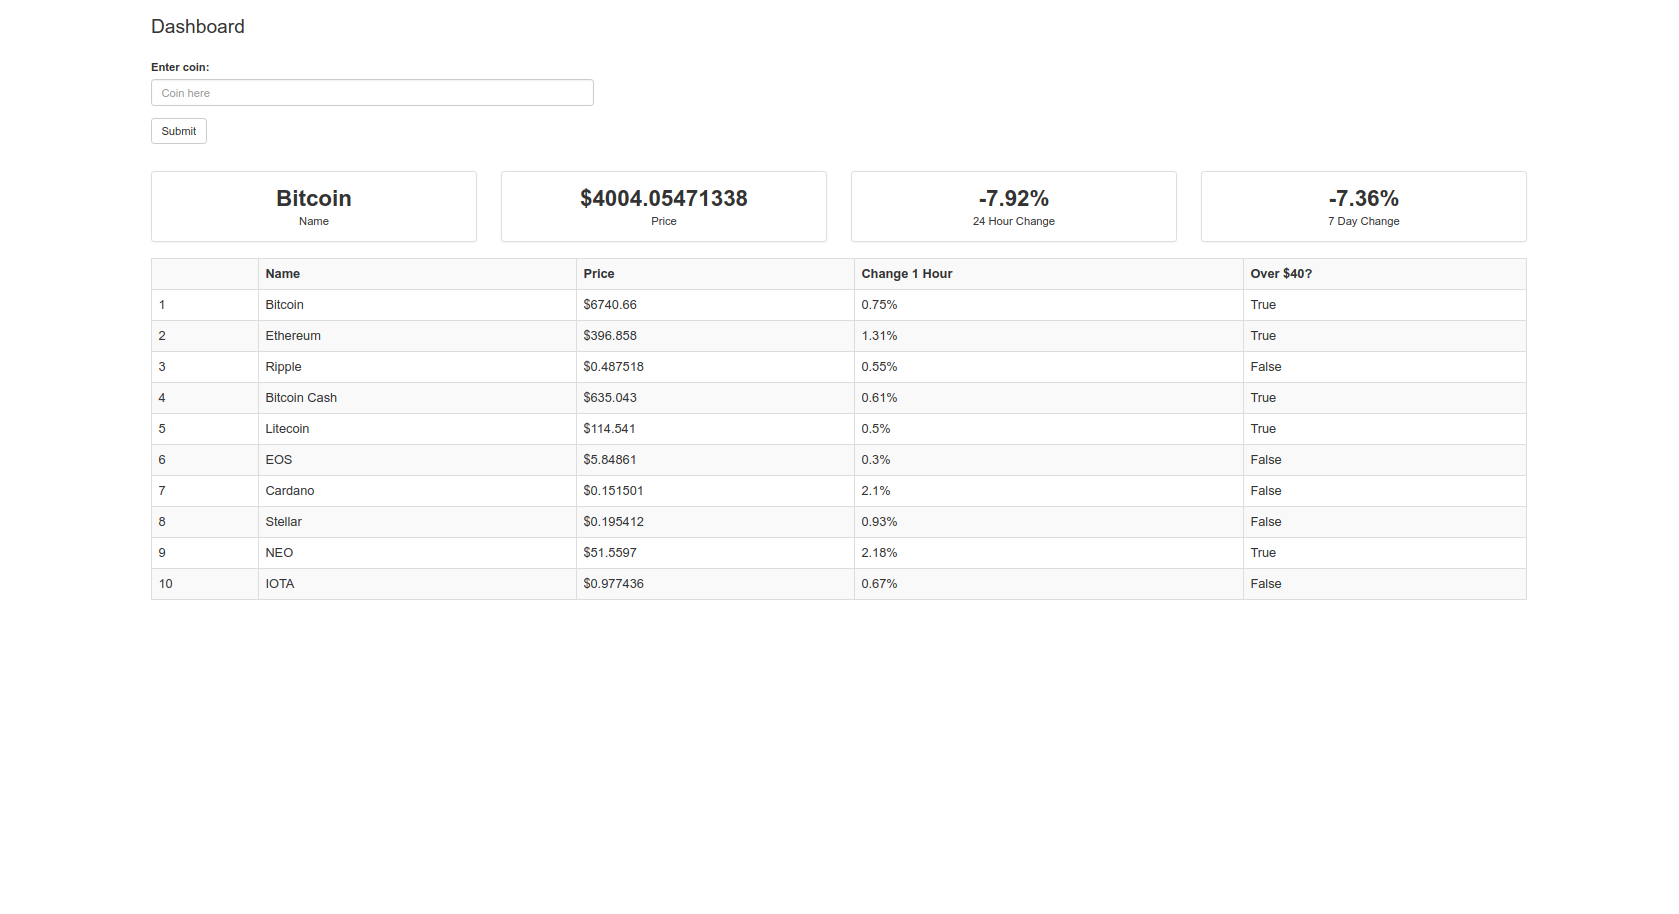 Dashboard
Enter coin:
Coin here
Submit
Bitcoin $4004.05471338 -7.92% -7.36%
Name Price 24 Hour Change 7 Day Change
Name Price Change 1 Hour Over $40?
1 Bitcoin $6740.66 0.75% True
2 Ethereum $396.858 1.31% True
3 Ripple $0.487518 0.55% False
4 Bitcoin Cash $635.043 0.61% True
5 Litecoin $114.541 0.5% True
6 EOS $5.84861 0.3% False
7 Cardano $0.151501 2.1% False
8 Stellar $0.195412 0.93% False
9 NEO $51.5597 2.18% True
10 IOTA $0.977436 0.67% False